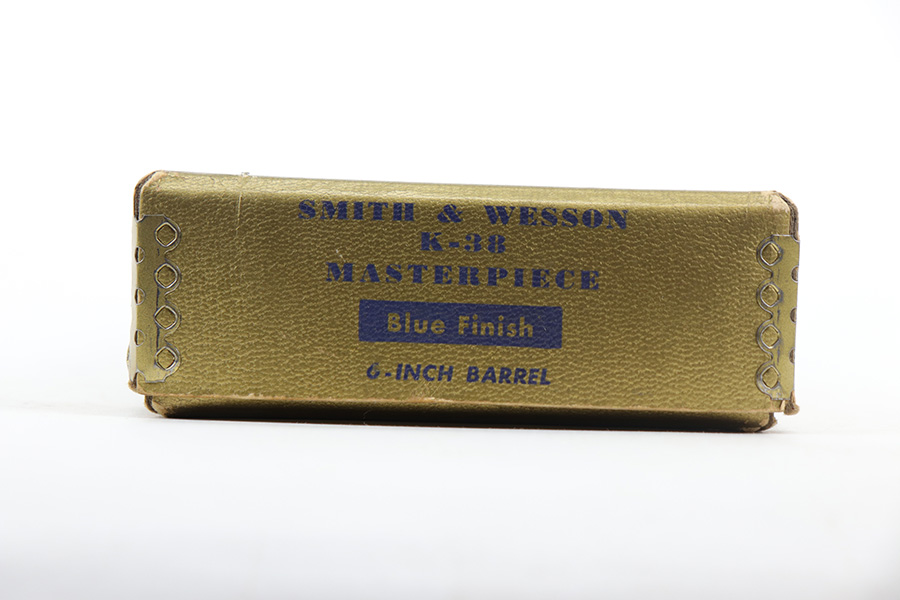 SMITH & WESSON
K-38
MASTERPIECE
Blue Finish
6-INCH BARREL